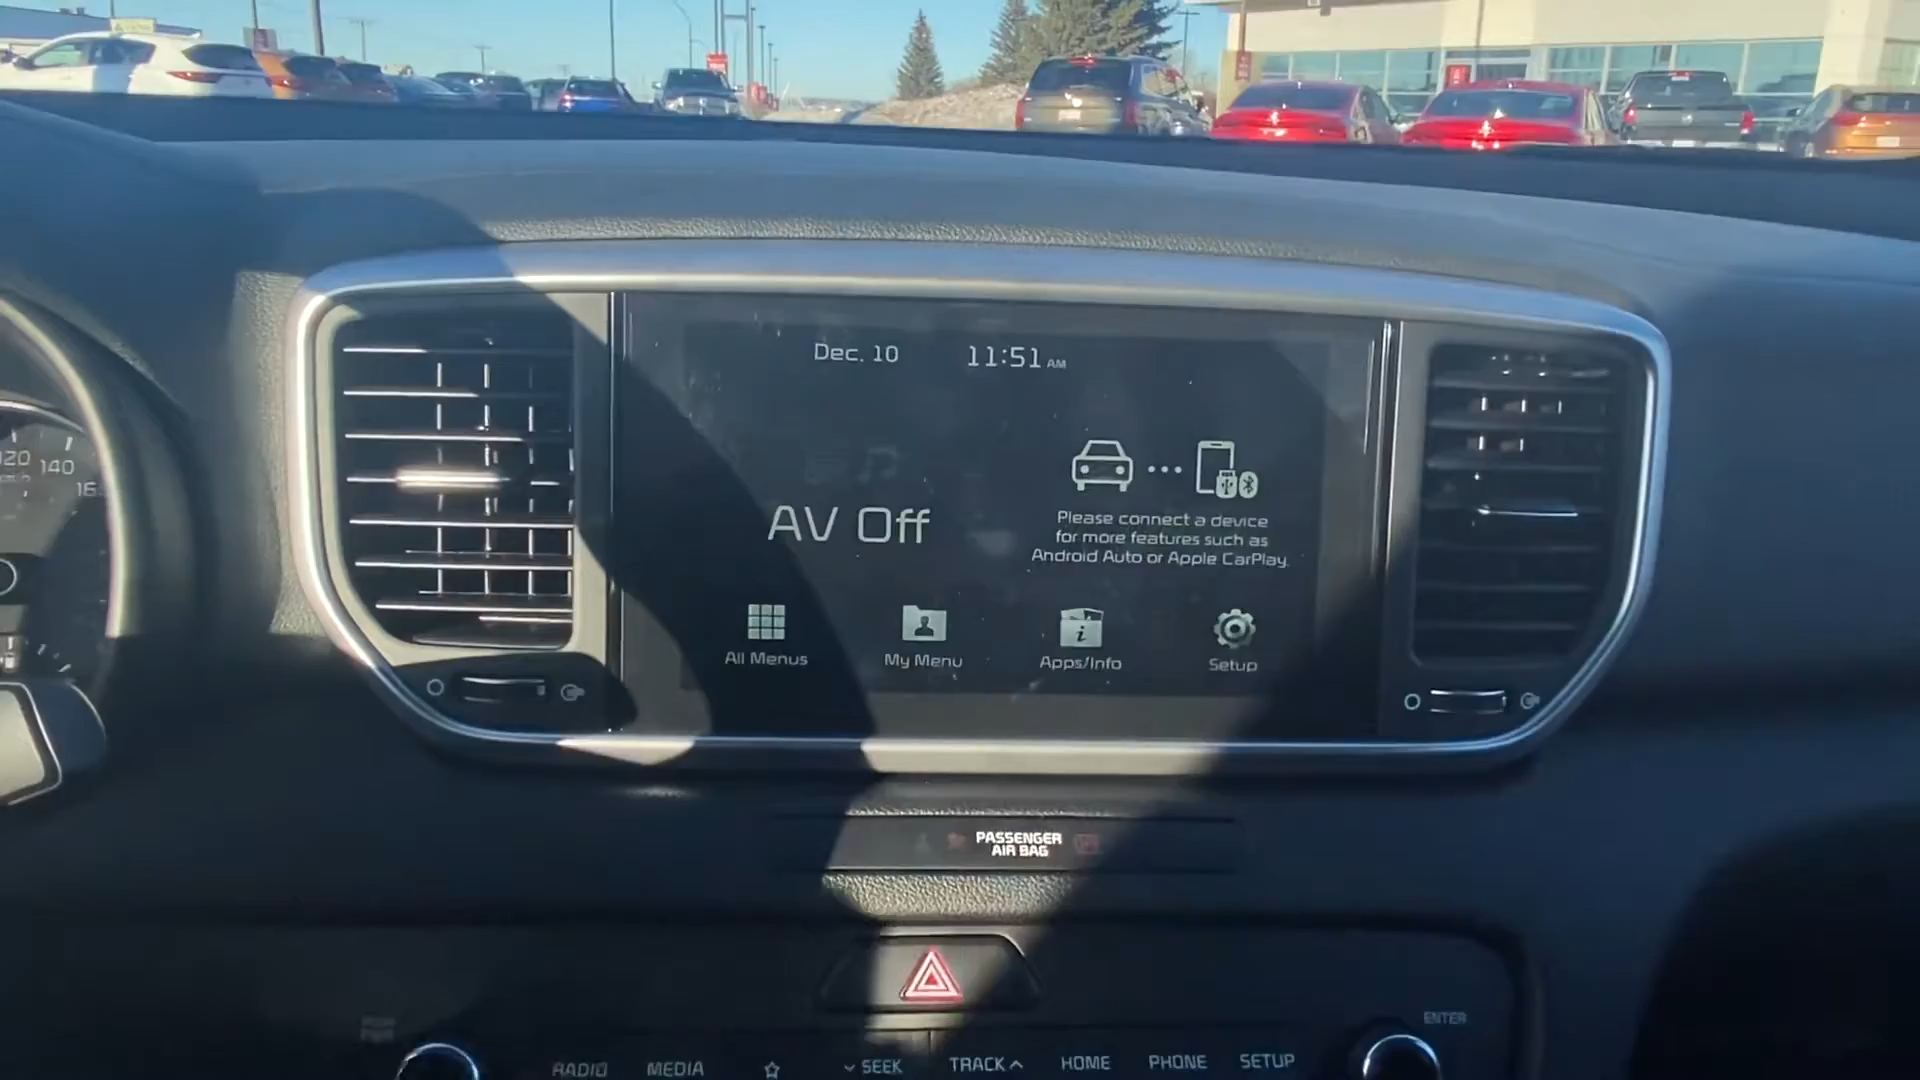 Dec. 10
11:51 AM
AV Off
Please connect a device
for more features such as
Android Auto or Apple CarPlay.
All Menus
My Menu
Apps/Info
Setup
120
140
PASSENGER
AIR BAG
ENTER
RADIO
MEDIA
SEEK
TRACK
HOME
PHONE
SETUP